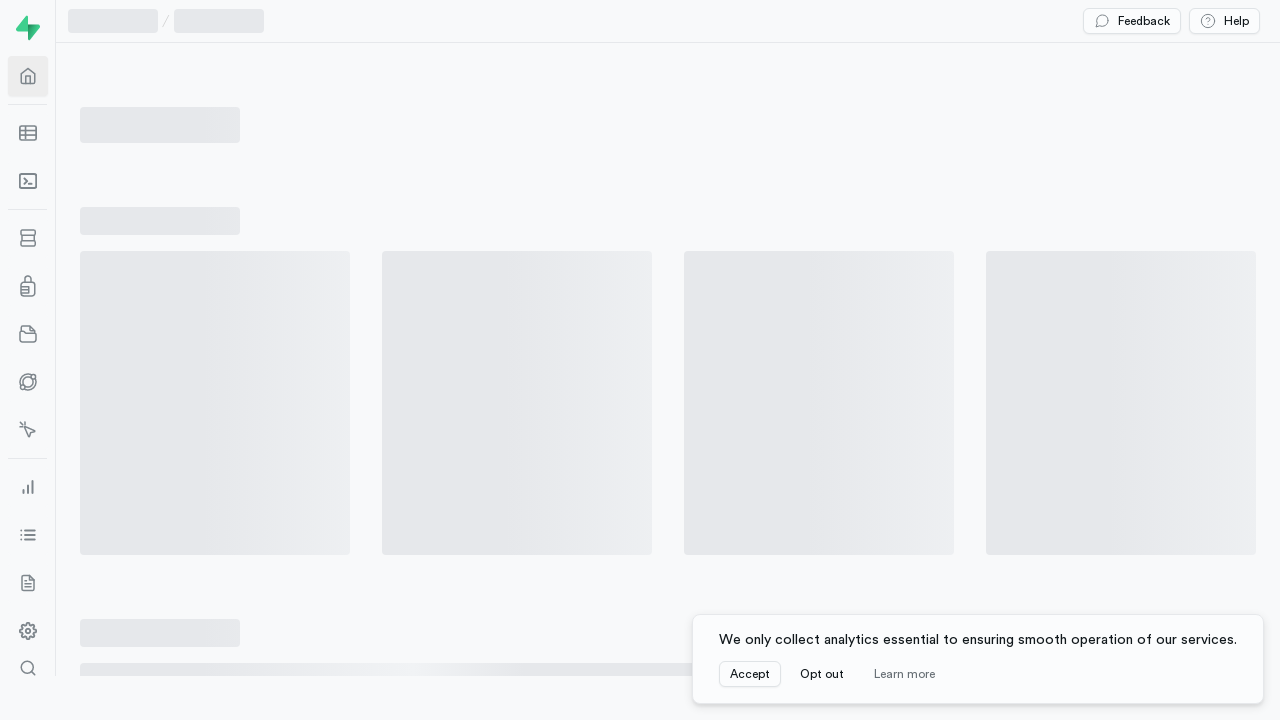 /
Feedback
Help
We only collect analytics essential to ensuring smooth operation of our services.
Accept
Opt out
Learn more